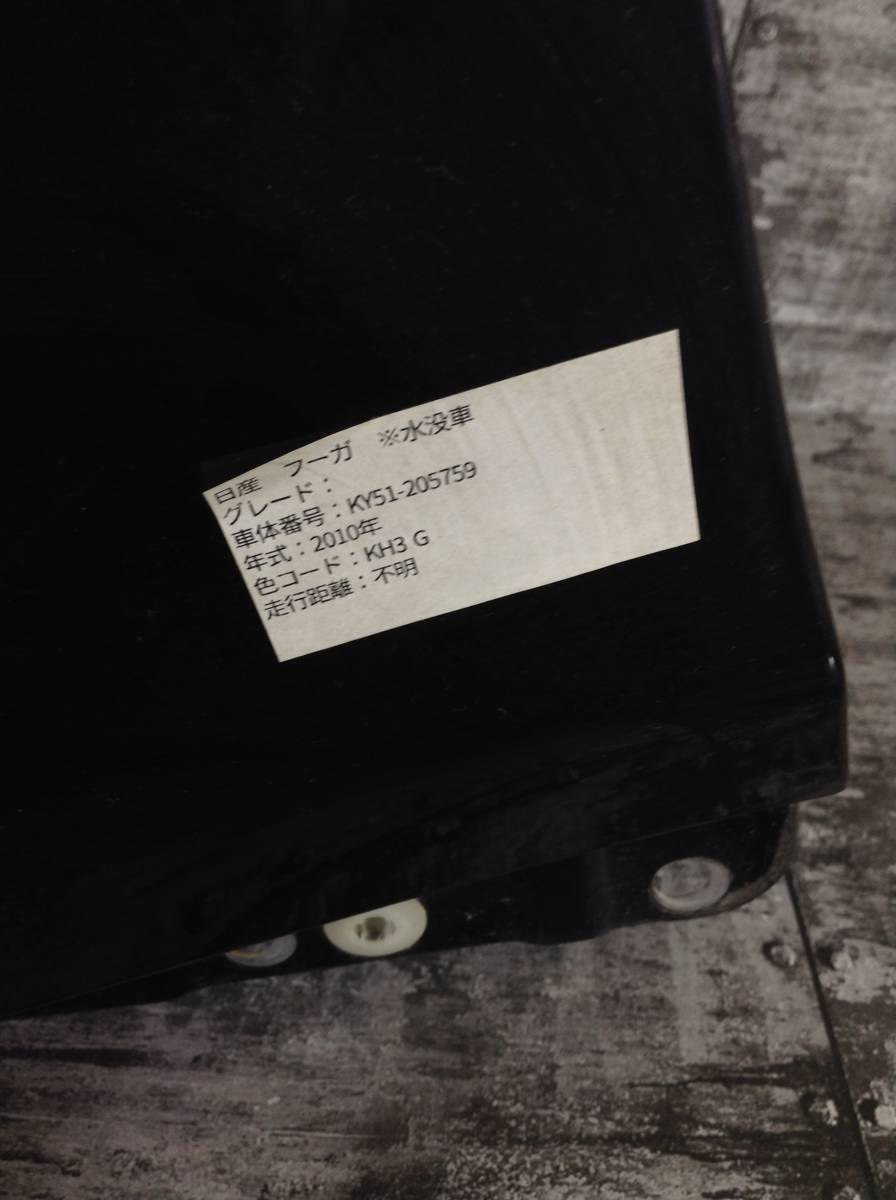 日産　フーガ　※水没車
グレード：
車体番号：KY51-205759
年式：2010年
色コード：KH3 G
走行距離：不明